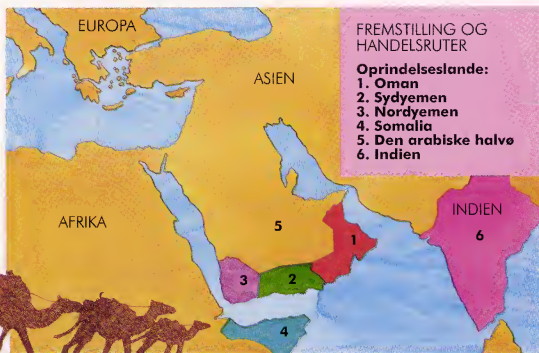 EUROPA
ASIEN
AFRIKA
INDIEN
FREMSTILLING OG
HANDELSRUTER
Oprindelseslande:
1. Oman
2. Sydyemen
3. Nordyemen
4. Somalia
5. Den arabiske halvø
6. Indien
5
1
6
3
2
4